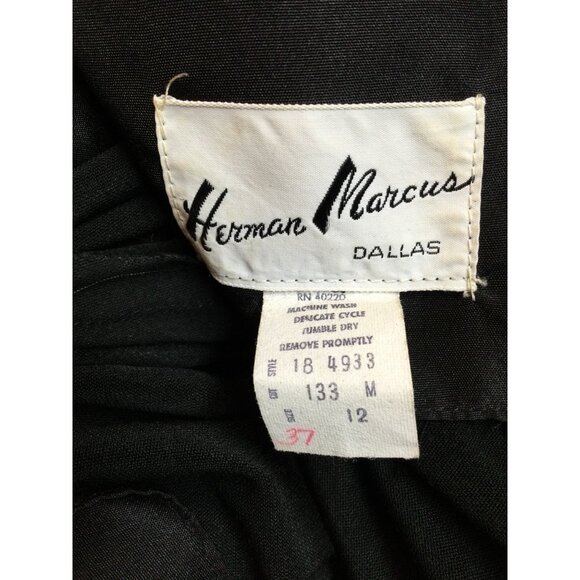 Herman Marcus
DALLAS
RN 40220
MACHINE WASH
DELICATE CYCLE
TUMBLE DRY
REMOVE PROMPTLY
STYLE 18 4933
CUT 133 M
SIZE 12
37